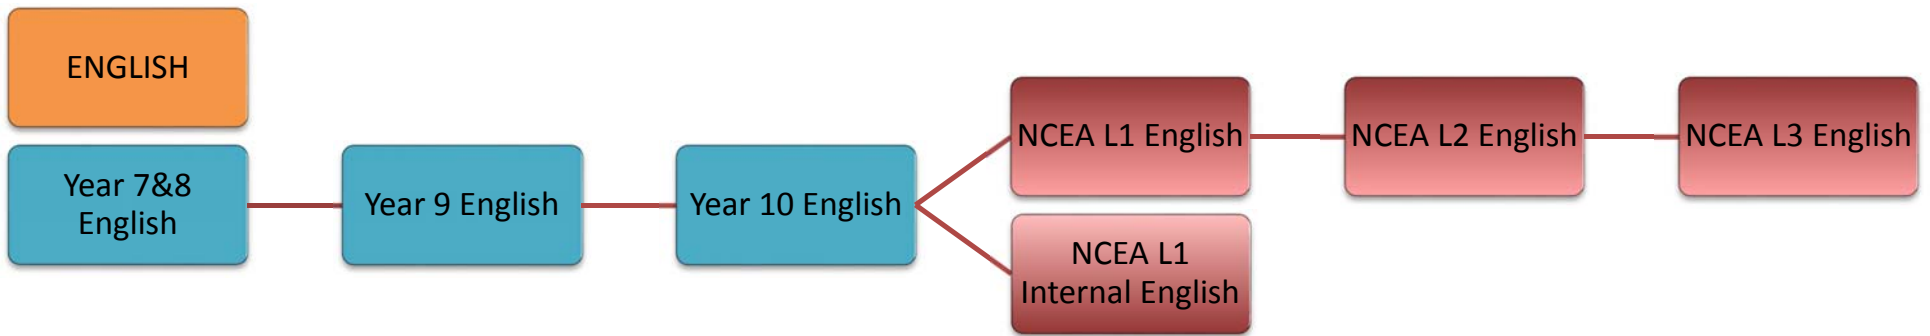 ENGLISH
Year 7&8
English
Year 9 English
Year 10 English
NCEA L1 English
NCEA L2 English
NCEA L3 English
NCEA L1
Internal English